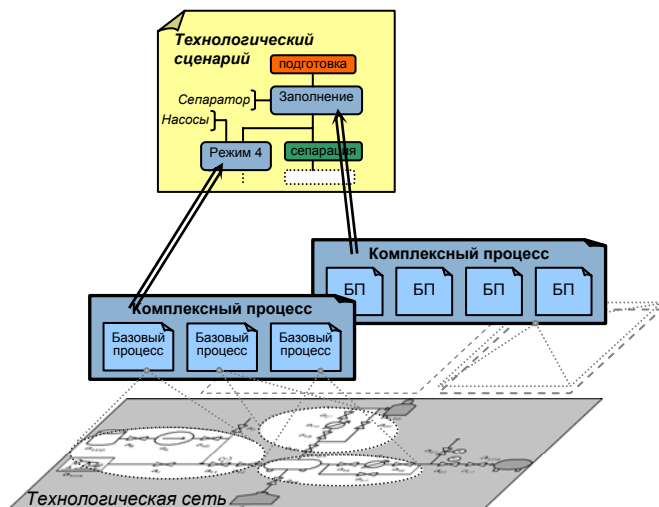 Технологический
сценарий
подготовка
Сепаратор
Заполнение
Насосы
Режим 4
сепарация
Комплексный процесс
БП
БП
БП
БП
Комплексный процесс
Базовый
процесс
Базовый
процесс
Базовый
процесс
Технологическая сеть